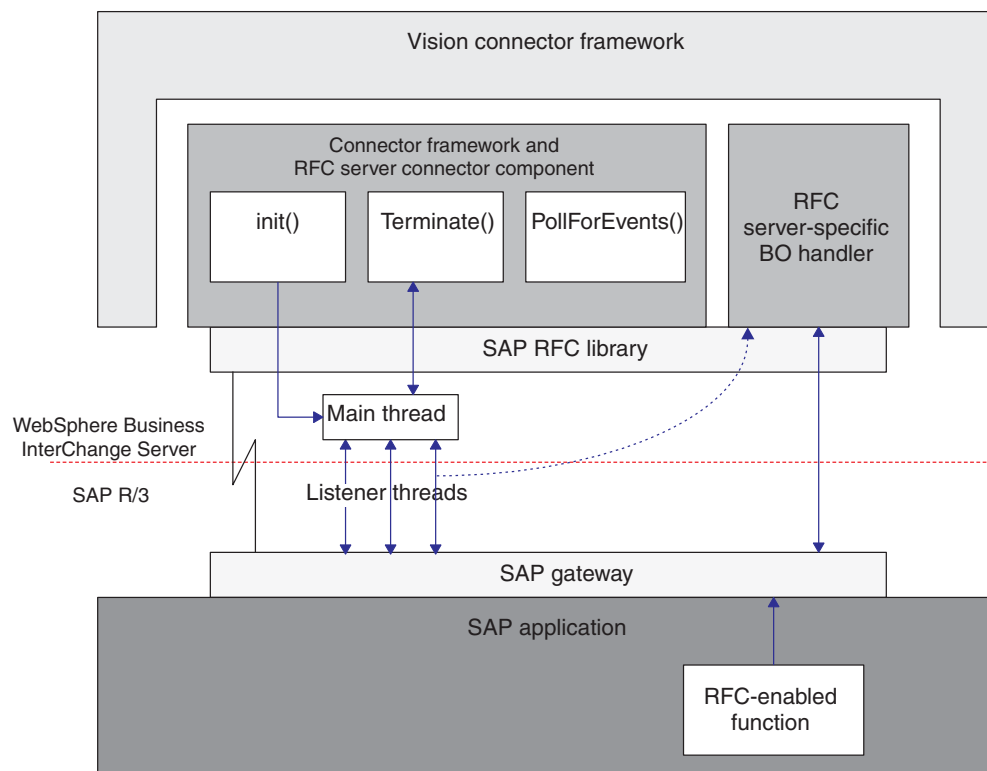 Vision connector framework
Connector framework and
RFC server connector component
init()
Terminate()
PollForEvents()
RFC
server-specific
BO handler
SAP RFC library
Main thread
WebSphere Business
InterChange Server
SAP R/3
Listener threads
SAP gateway
SAP application
RFC-enabled
function